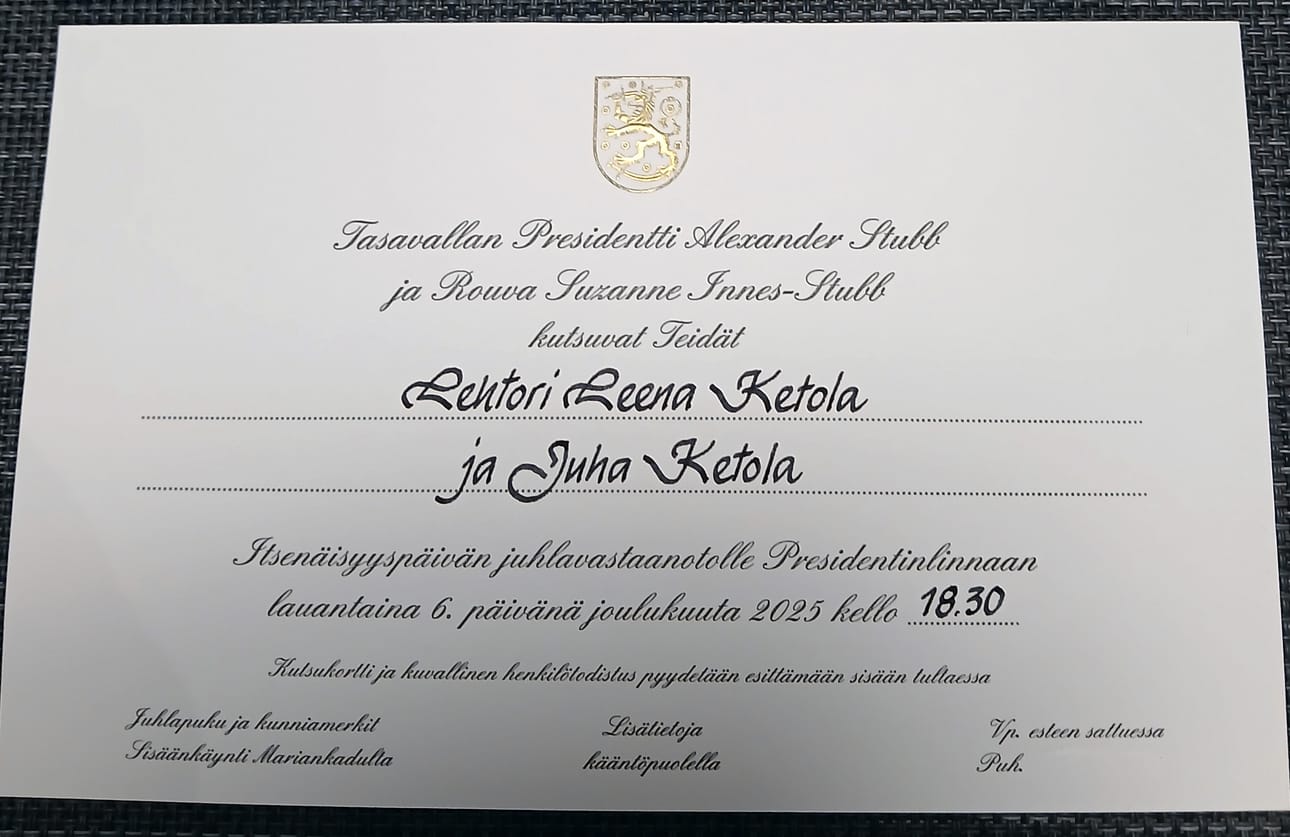 Tasavallan Presidentti Alexander Stubb
ja Rouva Suzanne Innes-Stubb
kutsuvat Teidät
Lehtori Leena Ketola
ja Juha Ketola
Itsenäisyyspäivän juhlavastaanotolle Presidentinlinnaan
lauantaina 6. päivänä joulukuuta 2025 kello 18.30
Kutsukortti ja kuvallinen henkilötodistus pyydetään esittämään sisään tultaessa
Juhlapuku ja kunniamerkit
Sisäänkäynti Mariankadulta
Lisätietoja
kääntöpuolella
Vp. esteen sattuessa
Puh.